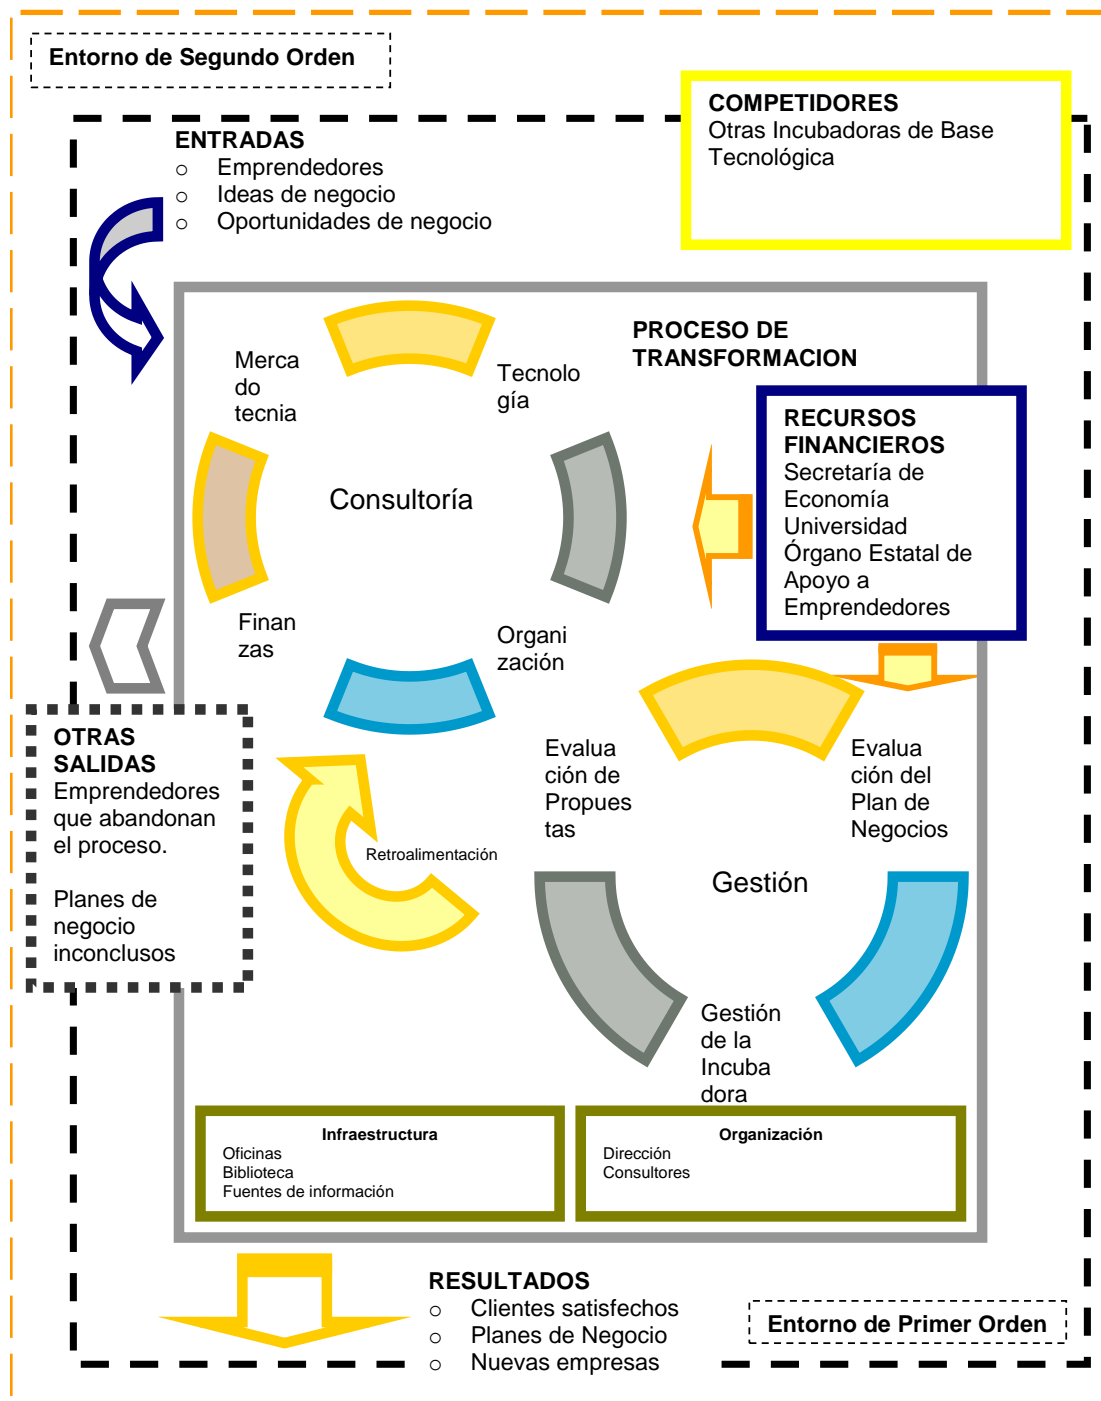 Entorno de Segundo Orden
COMPETIDORES
Otras Incubadoras de Base
Tecnológica
ENTRADAS
o Emprendedores
o Ideas de negocio
o Oportunidades de negocio
PROCESO DE
TRANSFORMACION
Merca
do
tecnia
Tecnolo
gía
Consultoría
Finan
zas
Organi
zación
RECURSOS
FINANCIEROS
Secretaría de
Economía
Universidad
Órgano Estatal de
Apoyo a
Emprendedores
OTRAS
SALIDAS
Emprendedores
que abandonan
el proceso.
Planes de
negocio
inconclusos
Retroalimentación
Evalua
ción de
Propues
tas
Evalua
ción del
Plan de
Negocios
Gestión
Gestión
de la
Incuba
dora
Infraestructura
Oficinas
Biblioteca
Fuentes de información
Organización
Dirección
Consultores
RESULTADOS
o Clientes satisfechos
o Planes de Negocio
o Nuevas empresas
Entorno de Primer Orden